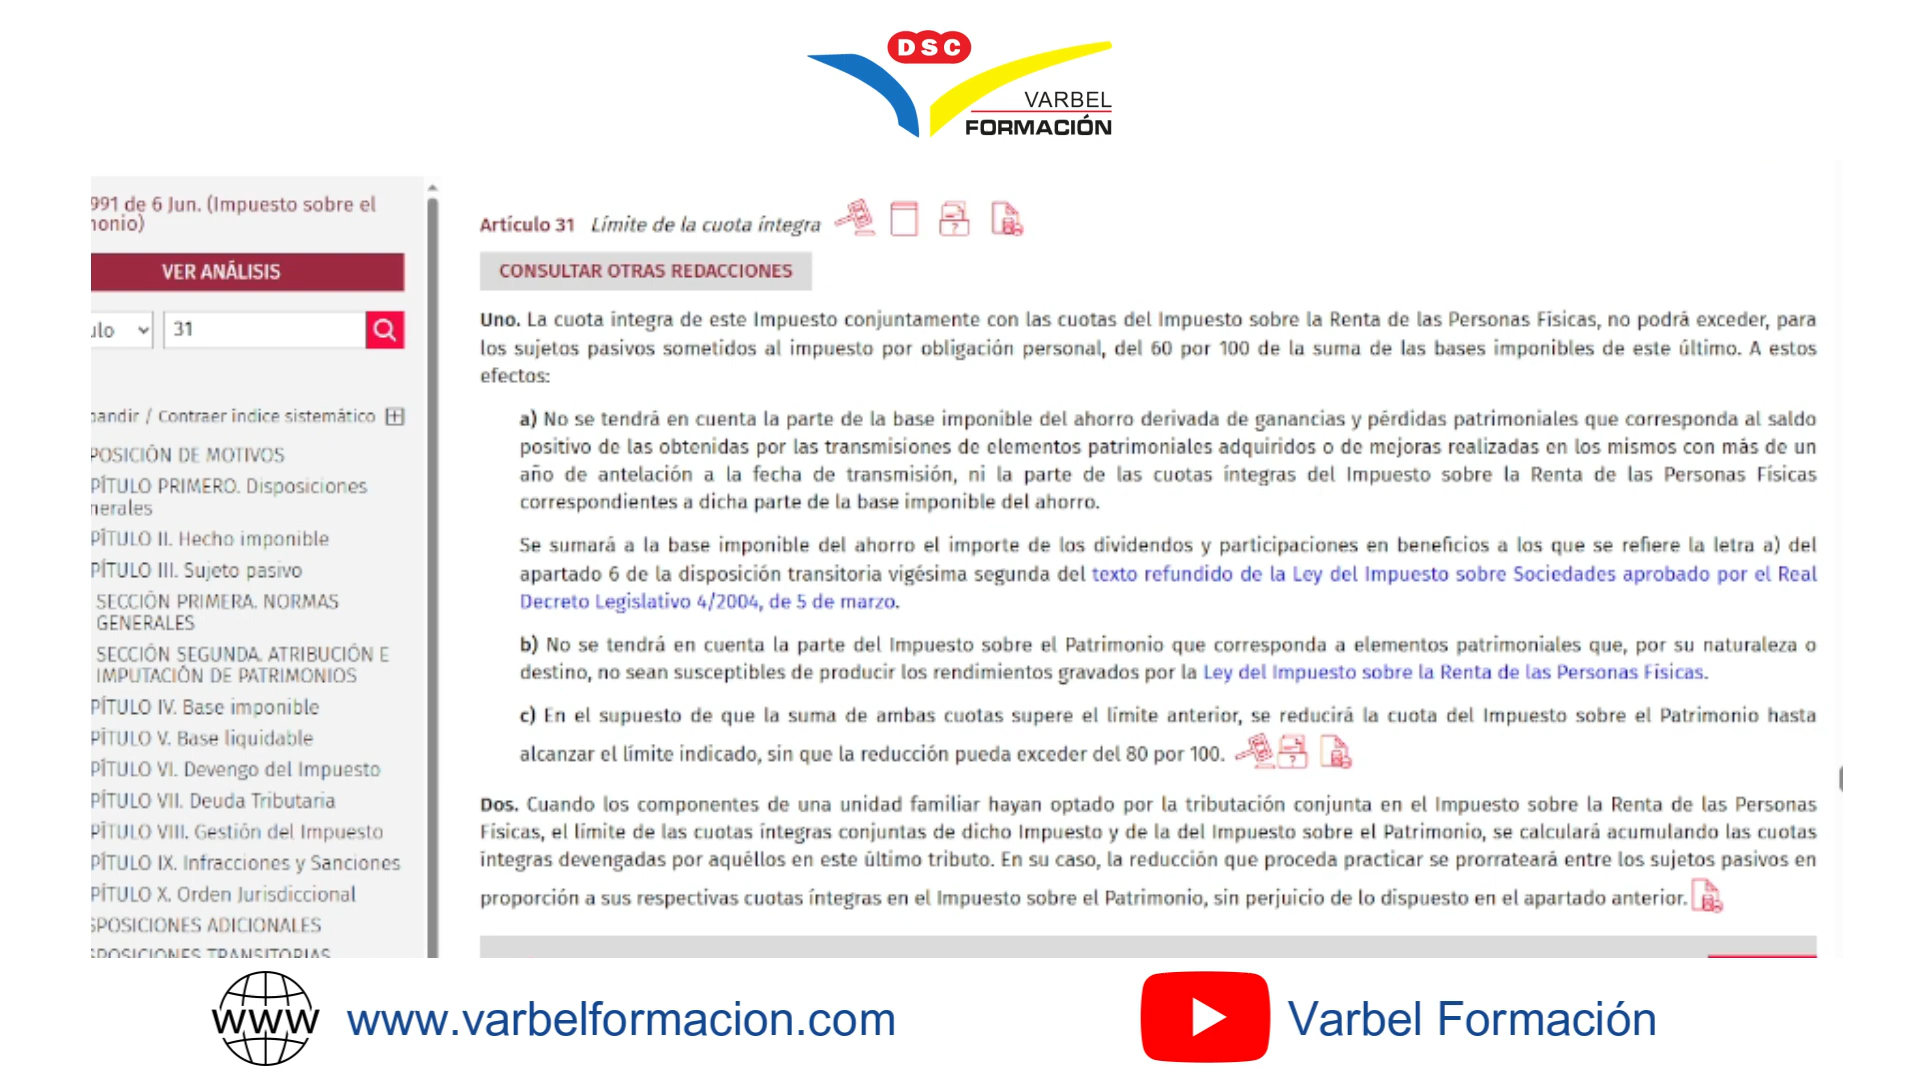 DSC
VARBEL
FORMACIÓN
991 de 6 Jun. (Impuesto sobre el
nonio)
VER ANÁLISIS
ulo
31
pandir / Contraer índice sistemático
POSICIÓN DE MOTIVOS
PÍTULO PRIMERO. Disposiciones
nerales
PÍTULO II. Hecho imponible
PÍTULO III. Sujeto pasivo
SECCIÓN PRIMERA. NORMAS
GENERALES
SECCIÓN SEGUNDA. ATRIBUCIÓN E
IMPUTACIÓN DE PATRIMONIOS
PÍTULO IV. Base imponible
PÍTULO V. Base liquidable
PÍTULO VI. Devengo del Impuesto
PÍTULO VII. Deuda Tributaria
PÍTULO VIII. Gestión del Impuesto
PÍTULO IX. Infracciones y Sanciones
PÍTULO X. Orden Jurisdiccional
SPOSICIONES ADICIONALES
SPOSICIONES TRANSITORIAS
Artículo 31 Límite de la cuota íntegra
CONSULTAR OTRAS REDACCIONES
Uno. La cuota íntegra de este Impuesto conjuntamente con las cuotas del Impuesto sobre la Renta de las Personas Físicas, no podrá exceder, para
los sujetos pasivos sometidos al impuesto por obligación personal, del 60 por 100 de la suma de las bases imponibles de este último. A estos
efectos:
a) No se tendrá en cuenta la parte de la base imponible del ahorro derivada de ganancias y pérdidas patrimoniales que corresponda al saldo
positivo de las obtenidas por las transmisiones de elementos patrimoniales adquiridos o de mejoras realizadas en los mismos con más de un
año de antelación a la fecha de transmisión, ni la parte de las cuotas íntegras del Impuesto sobre la Renta de las Personas Físicas
correspondientes a dicha parte de la base imponible del ahorro.
Se sumará a la base imponible del ahorro el importe de los dividendos y participaciones en beneficios a los que se refiere la letra a) del
apartado 6 de la disposición transitoria vigésima segunda del texto refundido de la Ley del Impuesto sobre Sociedades aprobado por el Real
Decreto Legislativo 4/2004, de 5 de marzo.
b) No se tendrá en cuenta la parte del Impuesto sobre el Patrimonio que corresponda a elementos patrimoniales que, por su naturaleza o
destino, no sean susceptibles de producir los rendimientos gravados por la Ley del Impuesto sobre la Renta de las Personas Físicas.
c) En el supuesto de que la suma de ambas cuotas supere el límite anterior, se reducirá la cuota del Impuesto sobre el Patrimonio hasta
alcanzar el límite indicado, sin que la reducción pueda exceder del 80 por 100.
Dos. Cuando los componentes de una unidad familiar hayan optado por la tributación conjunta en el Impuesto sobre la Renta de las Personas
Físicas, el límite de las cuotas íntegras conjuntas de dicho Impuesto y de la del Impuesto sobre el Patrimonio, se calculará acumulando las cuotas
íntegras devengadas por aquéllos en este último tributo. En su caso, la reducción que proceda practicar se prorrateará entre los sujetos pasivos en
proporción a sus respectivas cuotas íntegras en el Impuesto sobre el Patrimonio, sin perjuicio de lo dispuesto en el apartado anterior.
www
www.varbelformacion.com
Varbel Formación